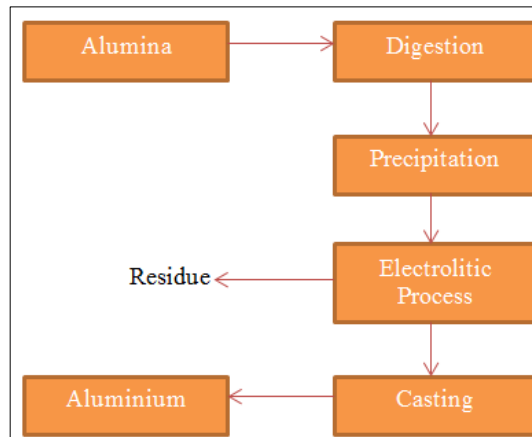 Alumina
Digestion
Precipitation
Electrolitic
Process
Residue
Casting
Aluminium